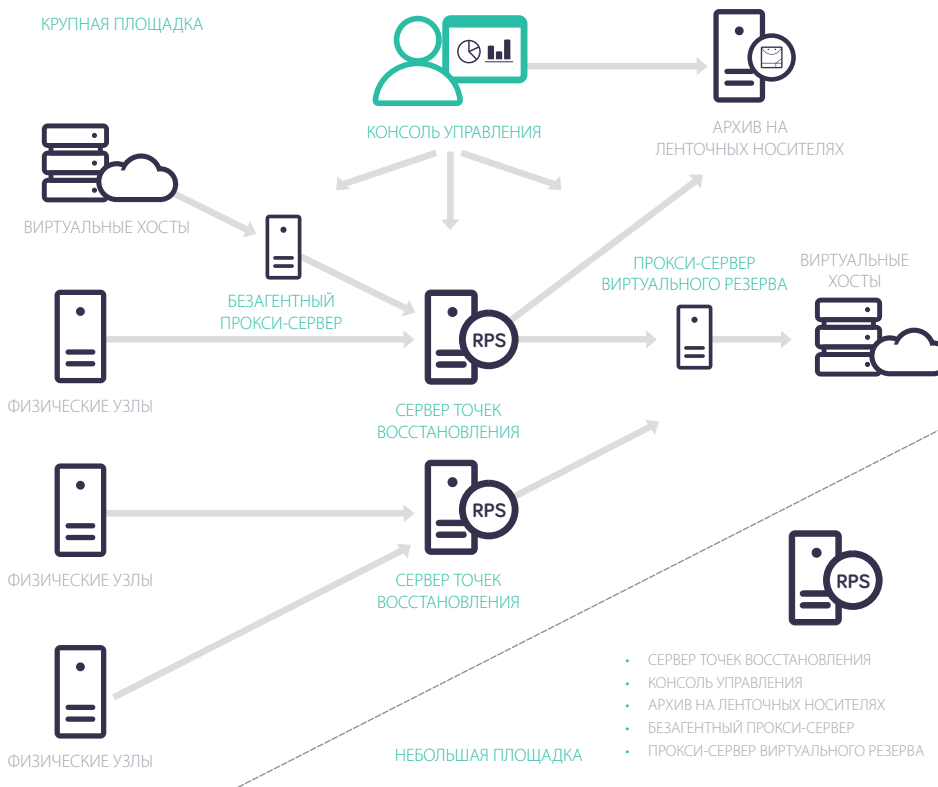 КРУПНАЯ ПЛОЩАДКА
КОНСОЛЬ УПРАВЛЕНИЯ
АРХИВ НА
ЛЕНТОЧНЫХ НОСИТЕЛЯХ
ВИРТУАЛЬНЫЕ ХОСТЫ
БЕЗАГЕНТНЫЙ
ПРОКСИ-СЕРВЕР
ПРОКСИ-СЕРВЕР
ВИРТУАЛЬНОГО РЕЗЕРВА
ВИРТУАЛЬНЫЕ
ХОСТЫ
RPS
ФИЗИЧЕСКИЕ УЗЛЫ
СЕРВЕР ТОЧЕК
ВОССТАНОВЛЕНИЯ
RPS
ФИЗИЧЕСКИЕ УЗЛЫ
СЕРВЕР ТОЧЕК
ВОССТАНОВЛЕНИЯ
RPS
ФИЗИЧЕСКИЕ УЗЛЫ
НЕБОЛЬШАЯ ПЛОЩАДКА
• СЕРВЕР ТОЧЕК ВОССТАНОВЛЕНИЯ
• КОНСОЛЬ УПРАВЛЕНИЯ
• АРХИВ НА ЛЕНТОЧНЫХ НОСИТЕЛЯХ
• БЕЗАГЕНТНЫЙ ПРОКСИ-СЕРВЕР
• ПРОКСИ-СЕРВЕР ВИРТУАЛЬНОГО РЕЗЕРВА